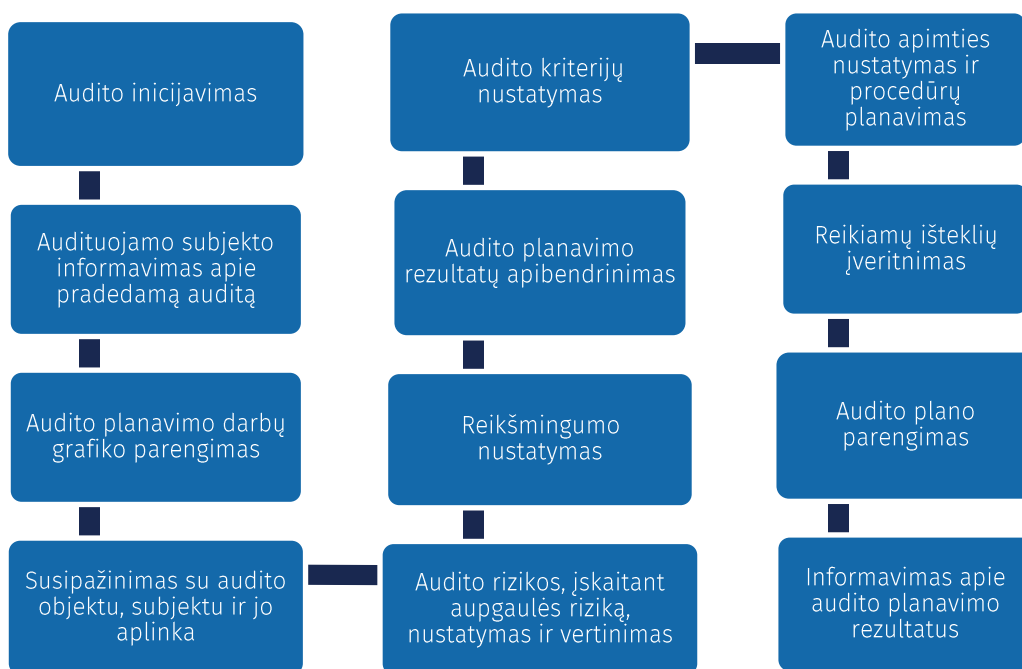 Audito inicijavimas
Audituojamo subjekto
informavimas apie
pradedamą auditą
Audito planavimo darbų
grafiko parengimas
Susipažinimas su audito
objektu, subjektu ir jo
aplinka
Audito rizikos, įskaitant
aupgaulės riziką,
nustatymas ir vertinimas
Reikšmingumo
nustatymas
Audito planavimo
rezultatų apibendrinimas
Audito kriterijų
nustatymas
Audito apimties
nustatymas ir
procedūrų
planavimas
Reikiamų išteklių
įveritnimas
Audito plano
parengimas
Informavimas apie
audito planavimo
rezultatus